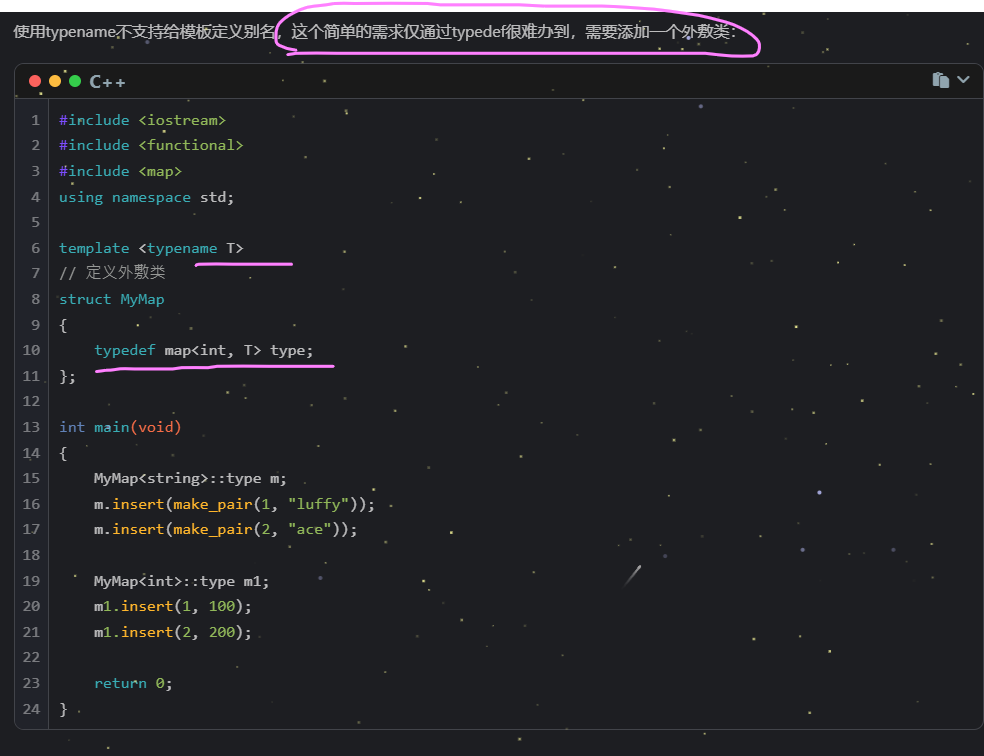 使用typename不支持给模板定义别名，这个简单的需求仅通过typedef很难办到，需要添加一个外敷类：
C++
1 #include <iostream>
2 #include <functional>
3 #include <map>
4 using namespace std;
5
6 template <typename T>
7 // 定义外敷类
8 struct MyMap
9 {
10     typedef map<int, T> type;
11 };
12
13 int main(void)
14 {
15     MyMap<string>::type m;
16     m.insert(make_pair(1, "luffy"));
17     m.insert(make_pair(2, "ace"));
18
19     MyMap<int>::type m1;
20     m1.insert(1, 100);
21     m1.insert(2, 200);
22
23     return 0;
24 }